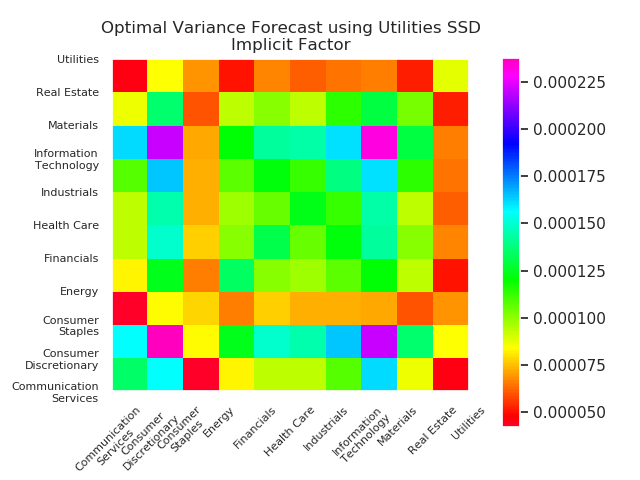 Optimal Variance Forecast using Utilities SSD
Implicit Factor
Utilities
Real Estate
Materials
Information
Technology
Industrials
Health Care
Financials
Energy
Consumer
Staples
Consumer
Discretionary
Communication
Services
Communication
Services
Consumer
Discretionary
Consumer
Staples
Energy
Financials
Health Care
Industrials
Information
Technology
Materials
Real Estate
Utilities
0.000225
0.000200
0.000175
0.000150
0.000125
0.000100
0.000075
0.000050